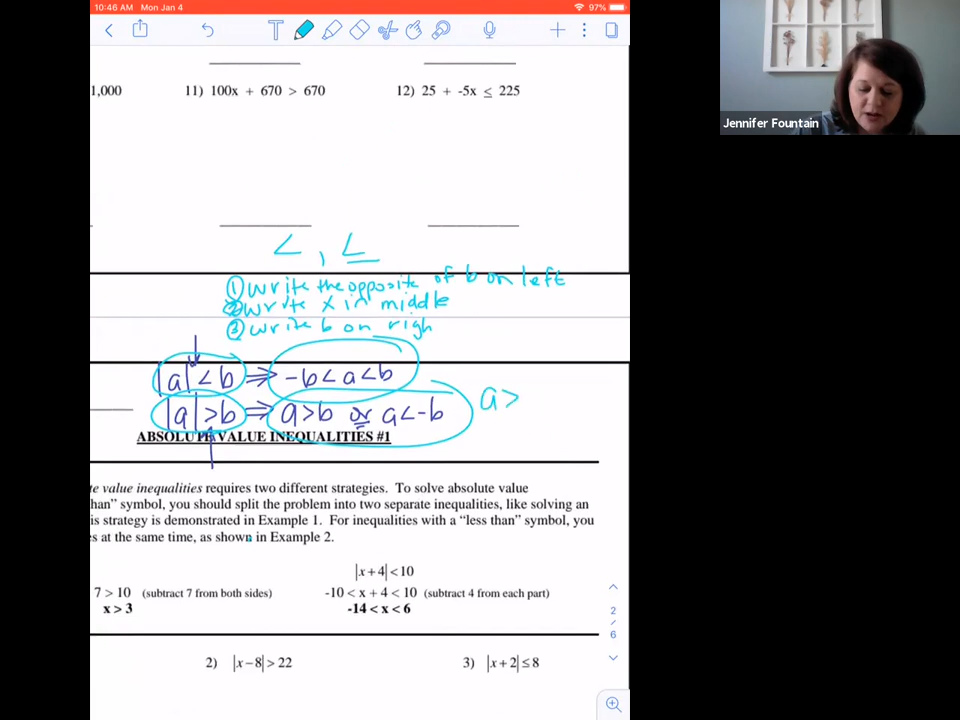 10:46 AM Mon Jan 4
97%
T
Jennifer Fountain
1,000
11) 100x + 670 > 670
12) 25 + -5x ≤ 225
<, ≤
① write the opposite of b on left
② write x in middle
③ write b on righ
|a| < b ⇒ -b < a < b
|a| > b ⇒ a > b or a < -b
a >
ABSOLUTE VALUE INEQUALITIES #1
te value inequalities requires two different strategies. To solve absolute value
han” symbol, you should split the problem into two separate inequalities, like solving an
is strategy is demonstrated in Example 1. For inequalities with a “less than” symbol, you
s at the same time, as shown in Example 2.
|x + 4| < 10
7 > 10 (subtract 7 from both sides)
-10 < x + 4 < 10 (subtract 4 from each part)
x > 3
-14 < x < 6
2
/
6
2) |x − 8| > 22
3) |x + 2| ≤ 8